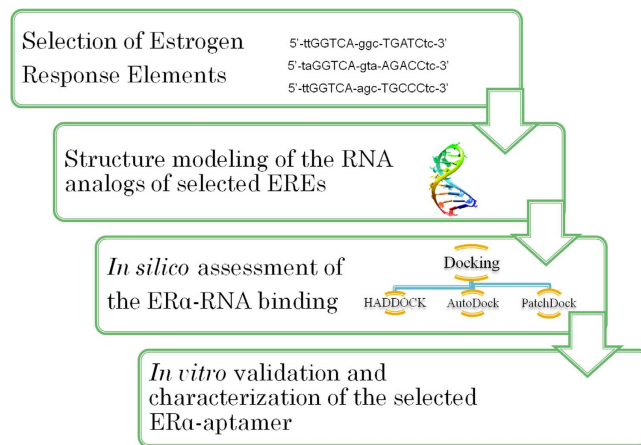 Selection of Estrogen
Response Elements
5'-ttGGTCA-ggc-TGATCtc-3'
5'-taGGTCA-gta-AGACCtc-3'
5'-ttGGTCA-agc-TGCCCtc-3'
Structure modeling of the RNA
analogs of selected EREs
In silico assessment of
the ERα-RNA binding
Docking
HADDOCK AutoDock PatchDock
In vitro validation and
characterization of the selected
ERα-aptamer